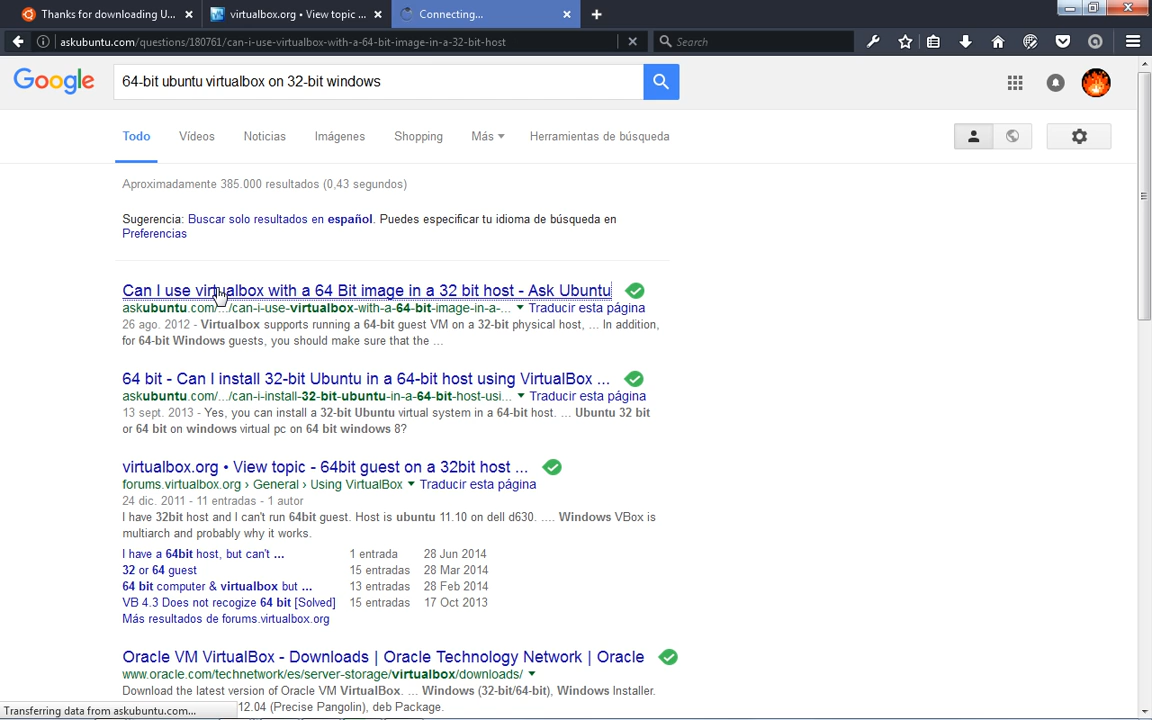 Thanks for downloading U... × virtualbox.org • View topic ... × Connecting... ×
askubuntu.com/questions/180761/can-i-use-virtualbox-with-a-64-bit-image-in-a-32-bit-host Search
Google 64-bit ubuntu virtualbox on 32-bit windows
Todo Vídeos Noticias Imágenes Shopping Más Herramientas de búsqueda
Aproximadamente 385.000 resultados (0,43 segundos)
Sugerencia: Buscar solo resultados en español. Puedes especificar tu idioma de búsqueda en
Preferencias
Can I use virtualbox with a 64 Bit image in a 32 bit host - Ask Ubuntu
askubuntu.com/.../can-i-use-virtualbox-with-a-64-bit-image-in-a-... Traducir esta página
26 ago. 2012 - Virtualbox supports running a 64-bit guest VM on a 32-bit physical host, ... In addition,
for 64-bit Windows guests, you should make sure that the ...
64 bit - Can I install 32-bit Ubuntu in a 64-bit host using VirtualBox ...
askubuntu.com/.../can-i-install-32-bit-ubuntu-in-a-64-bit-host-usi... Traducir esta página
13 sept. 2013 - Yes, you can install a 32-bit Ubuntu virtual system in a 64-bit host. ... Ubuntu 32 bit
or 64 bit on windows virtual pc on 64 bit windows 8?
virtualbox.org • View topic - 64bit guest on a 32bit host ...
forums.virtualbox.org › General › Using VirtualBox Traducir esta página
24 dic. 2011 - 11 entradas - 1 autor
I have 32bit host and I can't run 64bit guest. Host is ubuntu 11.10 on dell d630. .... Windows VBox is
multiarch and probably why it works.
I have a 64bit host, but can't ... 1 entrada 28 Jun 2014
32 or 64 guest 15 entradas 28 Mar 2014
64 bit computer & virtualbox but ... 13 entradas 28 Feb 2014
VB 4.3 Does not recogize 64 bit [Solved] 15 entradas 17 Oct 2013
Más resultados de forums.virtualbox.org
Oracle VM VirtualBox - Downloads | Oracle Technology Network | Oracle
www.oracle.com/technetwork/es/server-storage/virtualbox/downloads/
Download the latest version of Oracle VM VirtualBox. ... Windows (32-bit/64-bit), Windows Installer.
Transferring data from askubuntu.com... 12.04 (Precise Pangolin), deb Package.